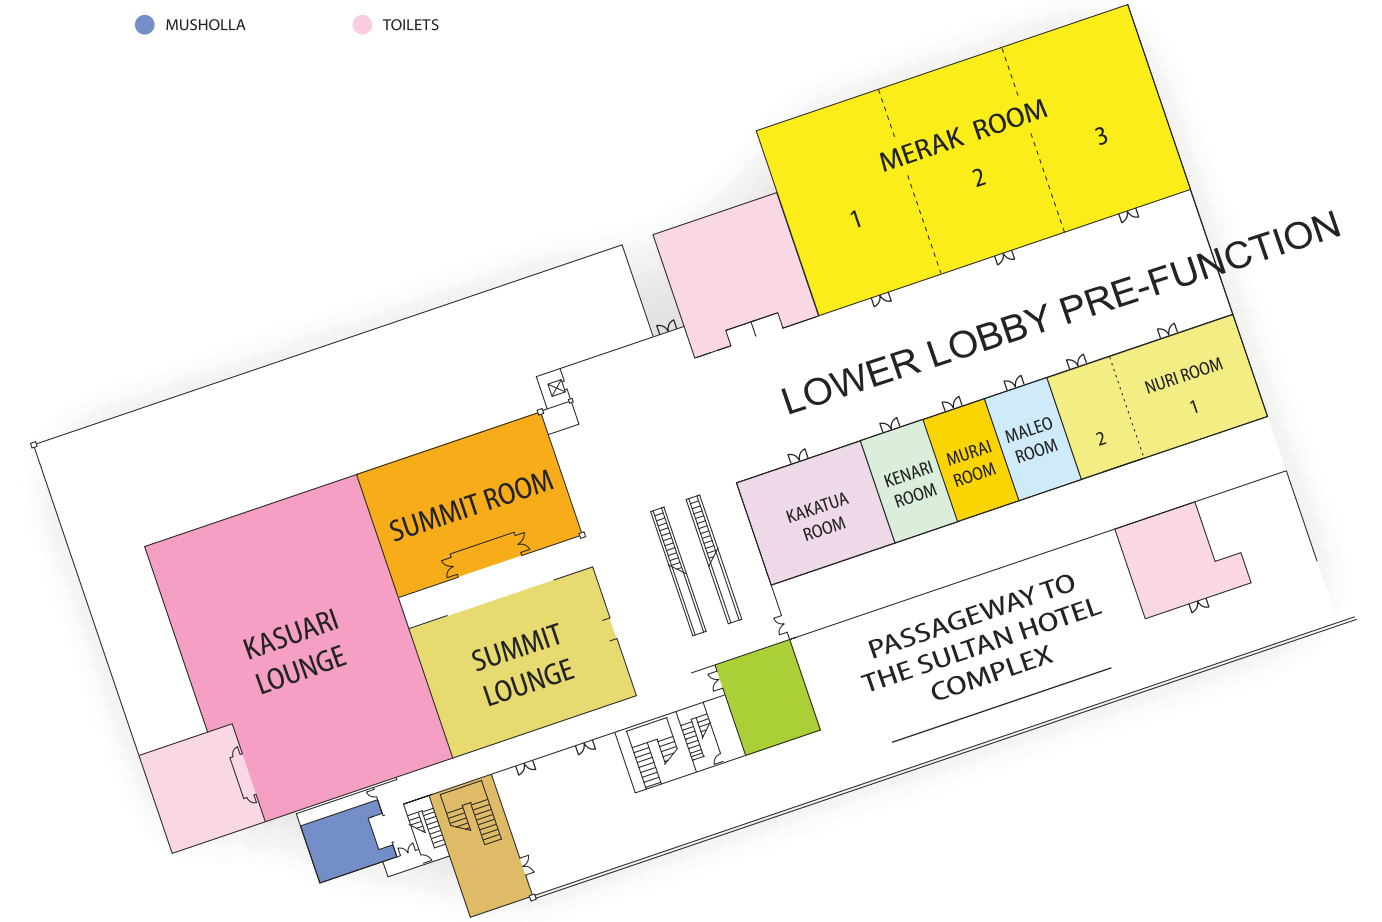 MUSHOLLA
TOILETS
MERAK ROOM
1
2
3
LOWER LOBBY PRE-FUNCTION
NURI ROOM
1
2
MALEO
ROOM
MURAI
ROOM
KENARI
ROOM
KAKATUA
ROOM
SUMMIT ROOM
KASUARI
LOUNGE
SUMMIT
LOUNGE
PASSAGEWAY TO
THE SULTAN HOTEL
COMPLEX